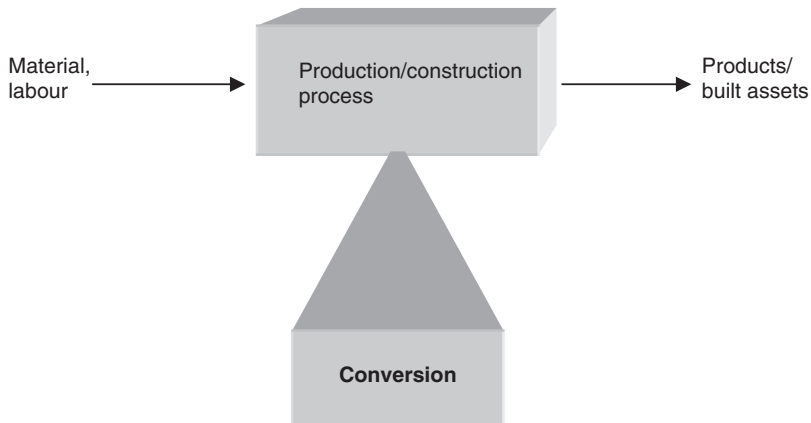 Material,
labour
Production/construction
process
Products/
built assets
Conversion